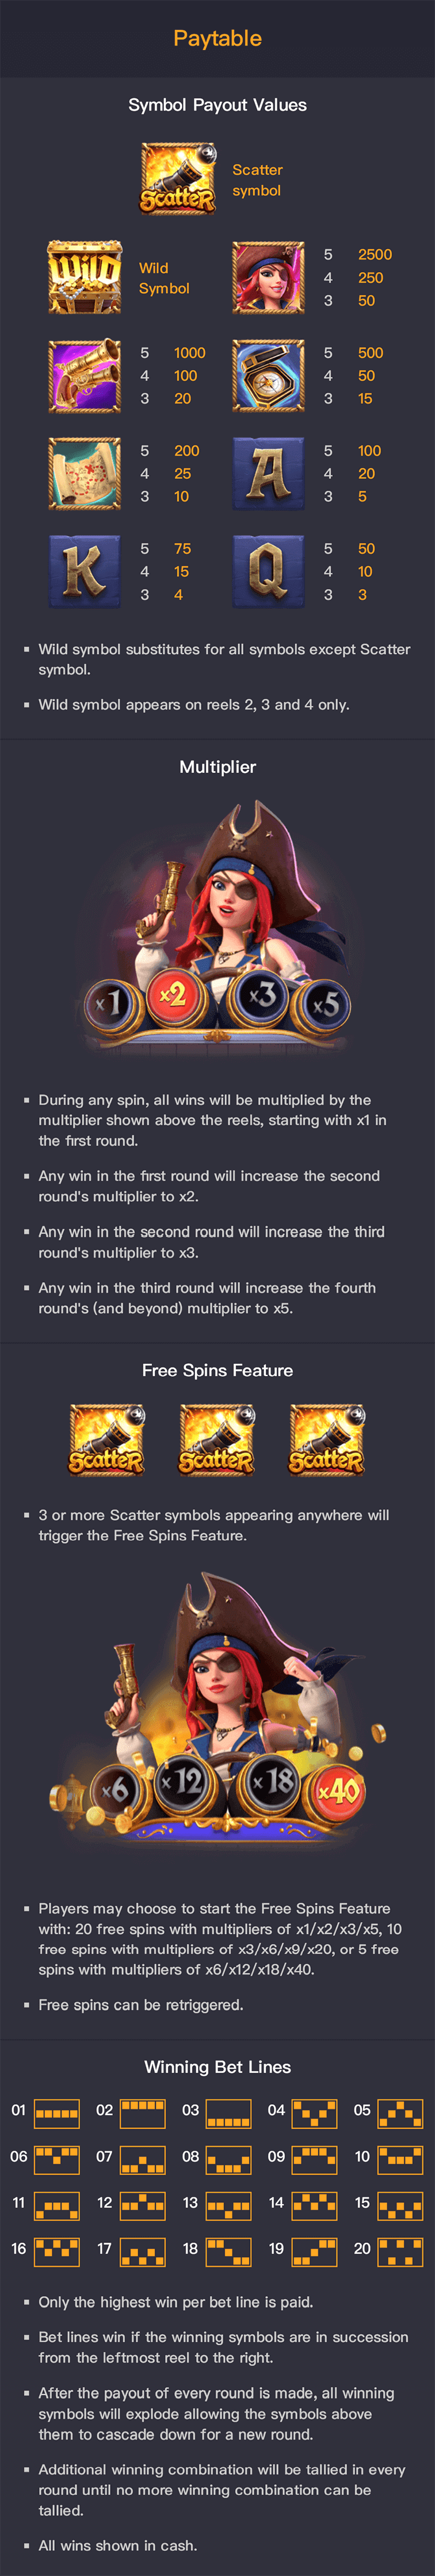 Paytable
Symbol Payout Values
Scatter
Scatter
symbol
Wild
Wild
Symbol
5 2500
4 250
3 50
5 1000
4 100
3 20
5 500
4 50
3 15
5 200
4 25
3 10
A
5 100
4 20
3 5
K
5 75
4 15
3 4
Q
5 50
4 10
3 3
Wild symbol substitutes for all symbols except Scatter
symbol.
Wild symbol appears on reels 2, 3 and 4 only.
Multiplier
x1 x2 x3 x5
During any spin, all wins will be multiplied by the
multiplier shown above the reels, starting with x1 in
the first round.
Any win in the first round will increase the second
round's multiplier to x2.
Any win in the second round will increase the third
round's multiplier to x3.
Any win in the third round will increase the fourth
round's (and beyond) multiplier to x5.
Free Spins Feature
Scatter Scatter Scatter
3 or more Scatter symbols appearing anywhere will
trigger the Free Spins Feature.
x6 x12 x18 x40
Players may choose to start the Free Spins Feature
with: 20 free spins with multipliers of x1/x2/x3/x5, 10
free spins with multipliers of x3/x6/x9/x20, or 5 free
spins with multipliers of x6/x12/x18/x40.
Free spins can be retriggered.
Winning Bet Lines
01 02 03 04 05
06 07 08 09 10
11 12 13 14 15
16 17 18 19 20
Only the highest win per bet line is paid.
Bet lines win if the winning symbols are in succession
from the leftmost reel to the right.
After the payout of every round is made, all winning
symbols will explode allowing the symbols above
them to cascade down for a new round.
Additional winning combination will be tallied in every
round until no more winning combination can be
tallied.
All wins shown in cash.